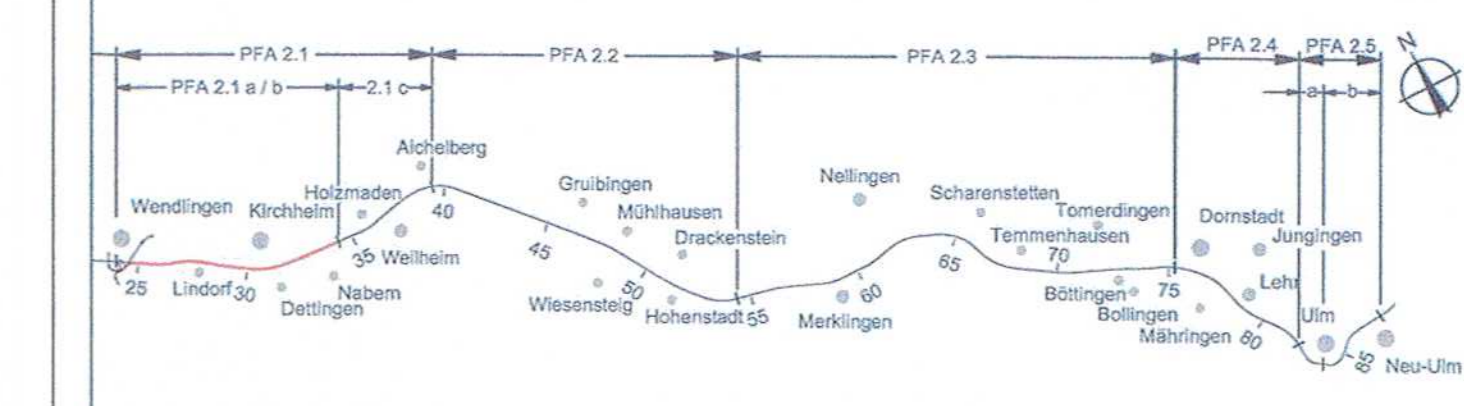 PFA 2.1
PFA 2.2
PFA 2.3
PFA 2.4
PFA 2.5
N
PFA 2.1 a / b
2.1 c
a
b
Aichelberg
Wendlingen
Kirchheim
Holzmaden
40
Gruibingen
Mühlhausen
Drackenstein
Nellingen
Scharenstetten
Tomerdingen
Temmenhausen
Dornstadt
Jungingen
25
Lindorf
30
Dettingen
Nabern
35
Weilheim
45
Wiesensteig
50
Hohenstadt
55
Merklingen
60
65
70
Böttingen
Bollingen
75
Mähringen
80
Lehr
Ulm
85
Neu-Ulm